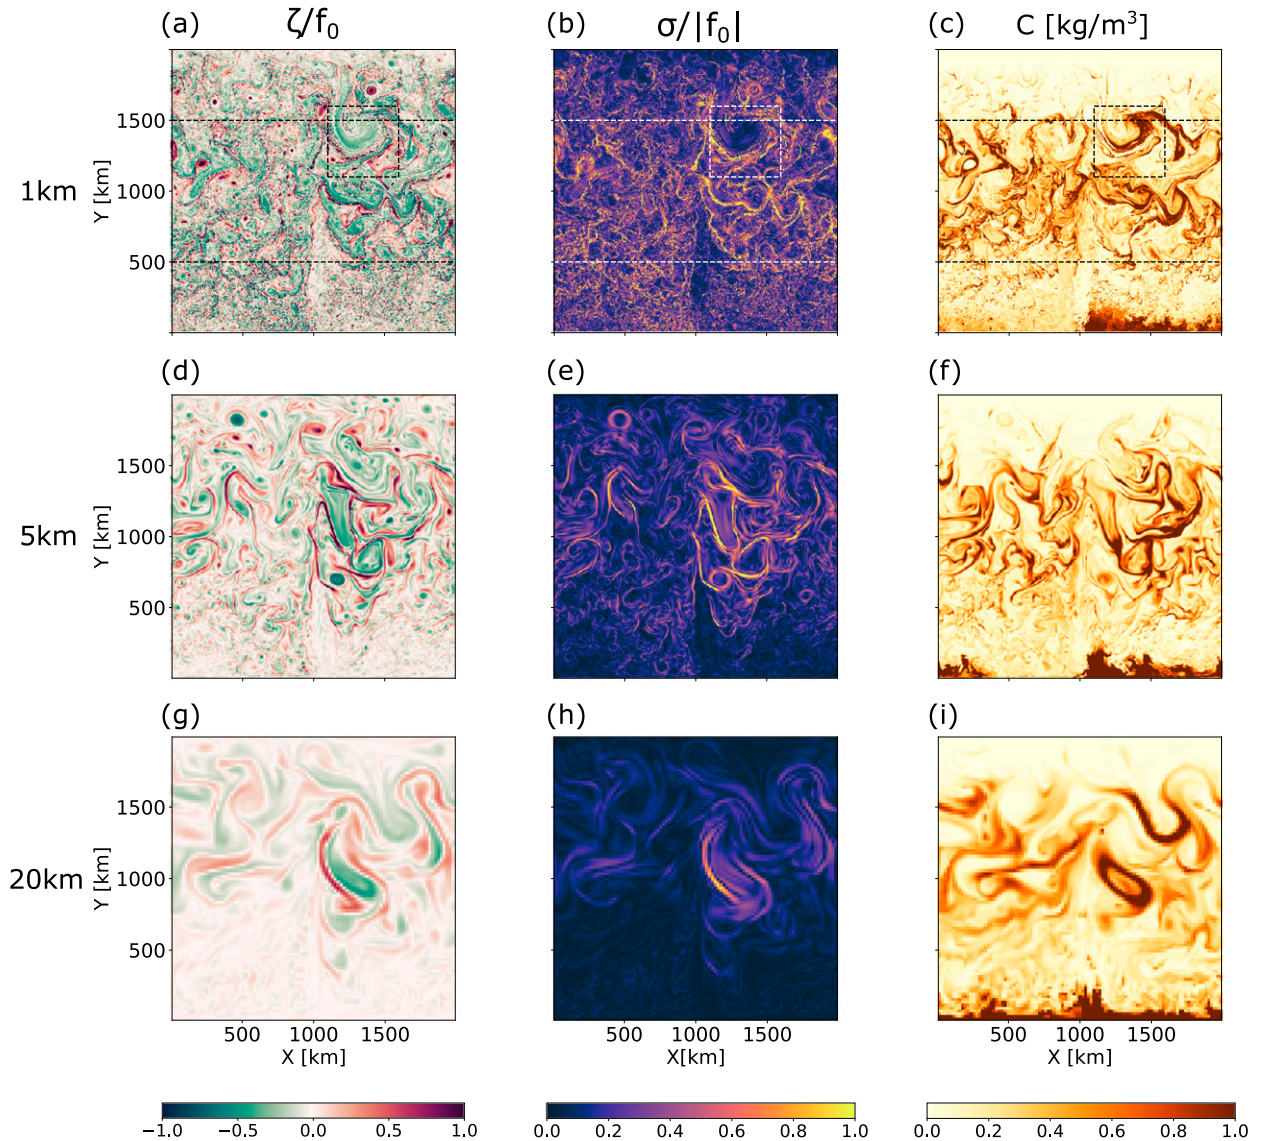 (a) ζ/f₀ (b) σ/|f₀| (c) C [kg/m³]
1km
Y [km]
1500
1000
500
(d) (e) (f)
5km
Y [km]
1500
1000
500
(g) (h) (i)
20km
Y [km]
1500
1000
500
500 1000 1500 500 1000 1500 500 1000 1500
X [km] X[km] X [km]
−1.0 −0.5 0.0 0.5 1.0 0.0 0.2 0.4 0.6 0.8 1.0 0.0 0.2 0.4 0.6 0.8 1.0